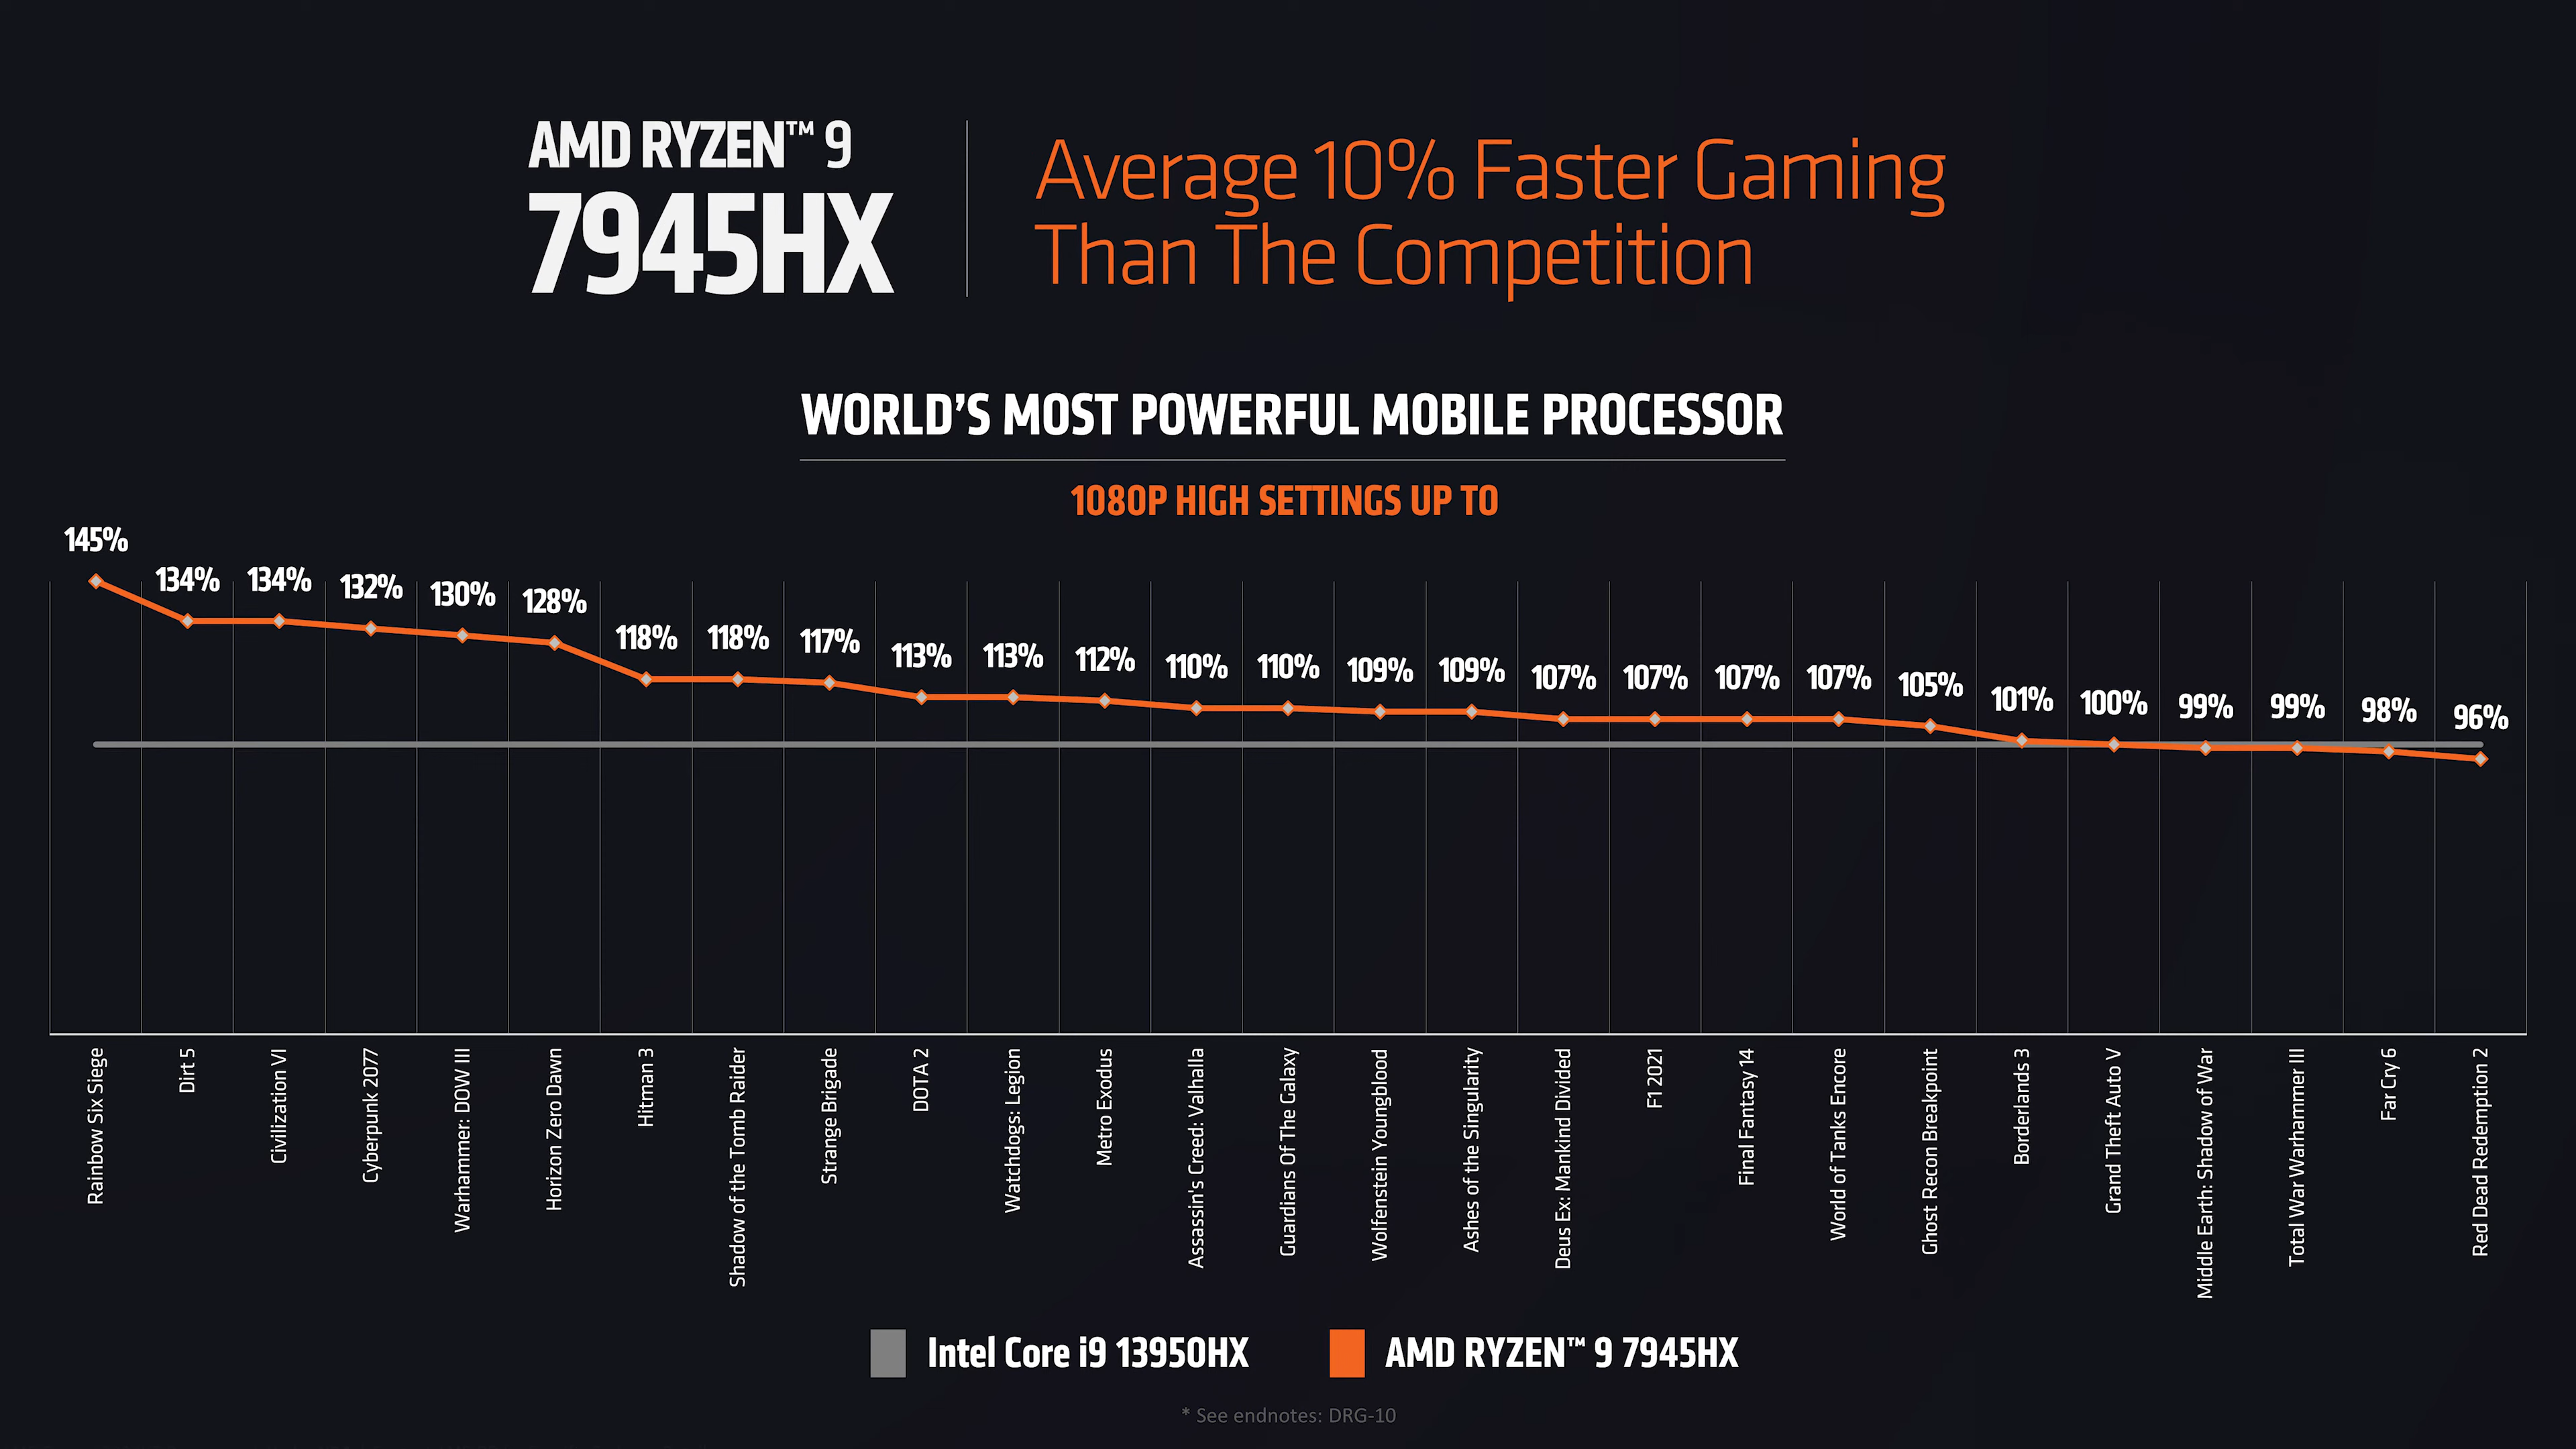 AMD RYZEN™ 9
7945HX
Average 10% Faster Gaming
Than The Competition
WORLD’S MOST POWERFUL MOBILE PROCESSOR
1080P HIGH SETTINGS UP TO
145%
134%
134%
132%
130%
128%
118%
118%
117%
113%
113%
112%
110%
110%
109%
109%
107%
107%
107%
107%
105%
101%
100%
99%
99%
98%
96%
Rainbow Six Siege
Dirt 5
Civilization VI
Cyberpunk 2077
Warhammer: DOW III
Horizon Zero Dawn
Hitman 3
Shadow of the Tomb Raider
Strange Brigade
DOTA 2
Watchdogs: Legion
Metro Exodus
Assassin's Creed: Valhalla
Guardians Of The Galaxy
Wolfenstein Youngblood
Ashes of the Singularity
Deus Ex: Mankind Divided
F1 2021
Final Fantasy 14
World of Tanks Encore
Ghost Recon Breakpoint
Borderlands 3
Grand Theft Auto V
Middle Earth: Shadow of War
Total War Warhammer III
Far Cry 6
Red Dead Redemption 2
Intel Core i9 13950HX
AMD RYZEN™ 9 7945HX
* See endnotes: DRG-10